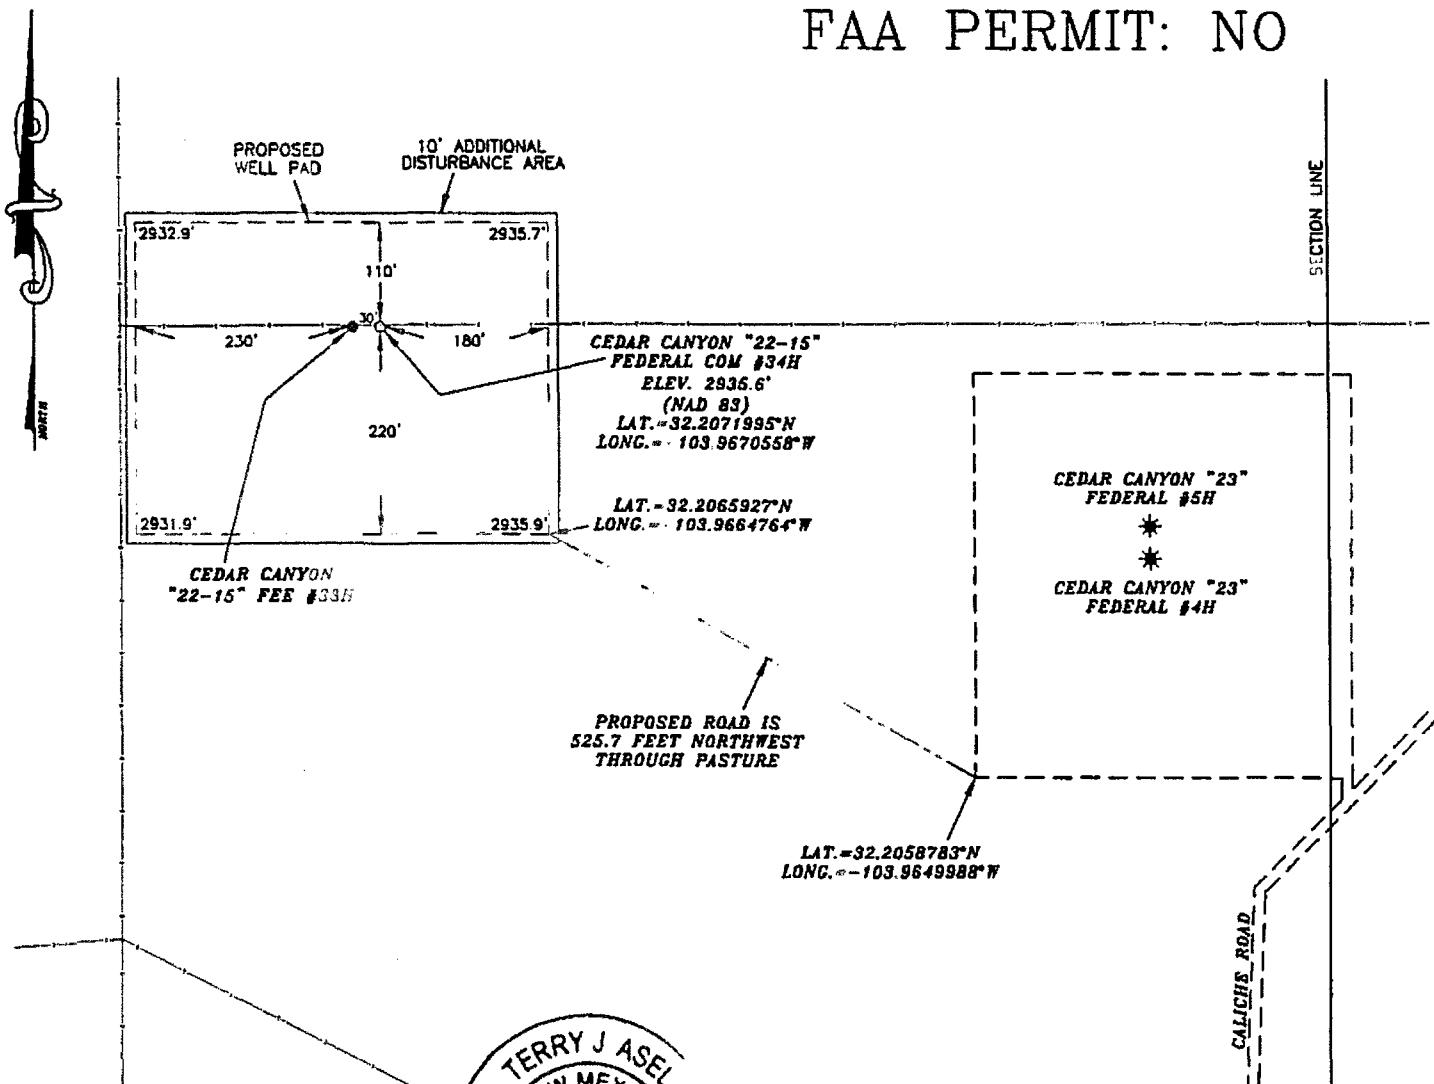 FAA PERMIT: NO
PROPOSED
WELL PAD
10' ADDITIONAL
DISTURBANCE AREA
SECTION LINE
2932.9'
2935.7'
110'
30'
230'
180'
CEDAR CANYON "22-15"
FEDERAL COM #34H
ELEV. 2935.6'
(NAD 83)
LAT.=32.2071995°N
LONG.=-103.9670558°W
NORTH
220'
2931.9'
2935.9'
LAT.=32.2065927°N
LONG.=-103.9664764°W
CEDAR CANYON
"22-15" FEE #33H
CEDAR CANYON "23"
FEDERAL #5H
CEDAR CANYON "23"
FEDERAL #4H
PROPOSED ROAD IS
525.7 FEET NORTHWEST
THROUGH PASTURE
LAT.=32.2058783°N
LONG.=-103.9649988°W
CALICHE ROAD
TERRY J ASEL
W MEX